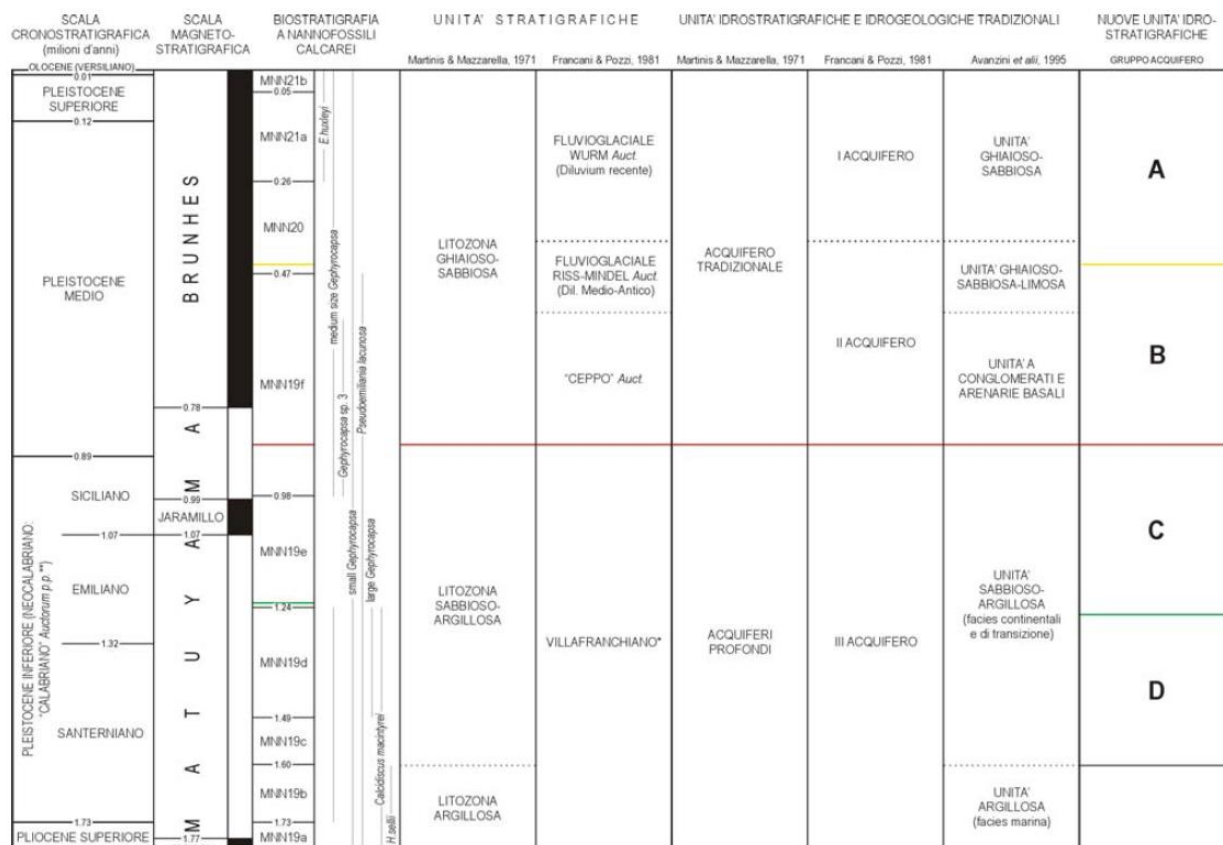 SCALA
CRONOSTRATIGRAFICA
(milioni d'anni)
SCALA
MAGNETO-
STRATIGRAFICA
BIOSTRATIGRAFIA
A NANNOFOSSILI
CALCAREI
UNITA' STRATIGRAFICHE
UNITA' IDROSTRATIGRAFICHE E IDROGEOLOGICHE TRADIZIONALI
NUOVE UNITA' IDRO-
STRATIGRAFICHE
Martinis & Mazzarella, 1971
Francani & Pozzi, 1981
Martinis & Mazzarella, 1971
Francani & Pozzi, 1981
Avanzini et alii, 1995
GRUPPO ACQUIFERO
OLOCENE (VERSILIANO)
0.01
PLEISTOCENE
SUPERIORE
0.12
PLEISTOCENE
MEDIO
0.89
SICILIANO
1.07
EMILIANO
1.32
SANTERNIANO
1.73
PLIOCENE SUPERIORE
PLEISTOCENE INFERIORE (NEOCALABRIANO:
"CALABRIANO" Auctorum p.p.**)
BRUNHES
0.78
MATUYAMA
0.99
JARAMILLO
1.07
1.77
MNN21b
0.05
MNN21a
0.26
MNN20
0.47
MNN19f
0.98
MNN19e
1.24
MNN19d
1.49
MNN19c
1.60
MNN19b
1.73
MNN19a
E huxleyi
medium size Gephyrocapsa
Gephyrocapsa sp. 3
small Gephyrocapsa
Pseudoemiliania lacunosa
large Gephyrocapsa
Calcidiscus macintyrei
H sellii
LITOZONA
GHIAIOSO-
SABBIOSA
LITOZONA
SABBIOSO-
ARGILLOSA
LITOZONA
ARGILLOSA
FLUVIOGLACIALE
WURM Auct.
(Diluvium recente)
FLUVIOGLACIALE
RISS-MINDEL Auct.
(Dil. Medio-Antico)
"CEPPO" Auct.
VILLAFRANCHIANO*
ACQUIFERO
TRADIZIONALE
ACQUIFERI
PROFONDI
I ACQUIFERO
II ACQUIFERO
III ACQUIFERO
UNITA'
GHIAIOSO-
SABBIOSA
UNITA' GHIAIOSO-
SABBIOSA-LIMOSA
UNITA' A
CONGLOMERATI E
ARENARIE BASALI
UNITA'
SABBIOSO-
ARGILLOSA
(facies continentali
e di transizione)
UNITA'
ARGILLOSA
(facies marina)
A
B
C
D